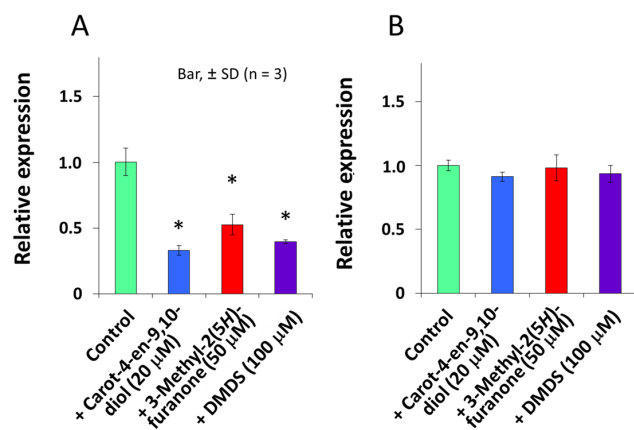 A
Relative expression
1.5
1.0
0.5
0
Bar, ± SD (n = 3)
*
*
*
Control
+ Carot-4-en-9,10-
diol (20 μM)
+ 3-Methyl-2(5H)-
furanone (50 μM)
+ DMDS (100 μM)
B
Relative expression
1.5
1.0
0.5
0
Control
+ Carot-4-en-9,10-
diol (20 μM)
+ 3-Methyl-2(5H)-
furanone (50 μM)
+ DMDS (100 μM)